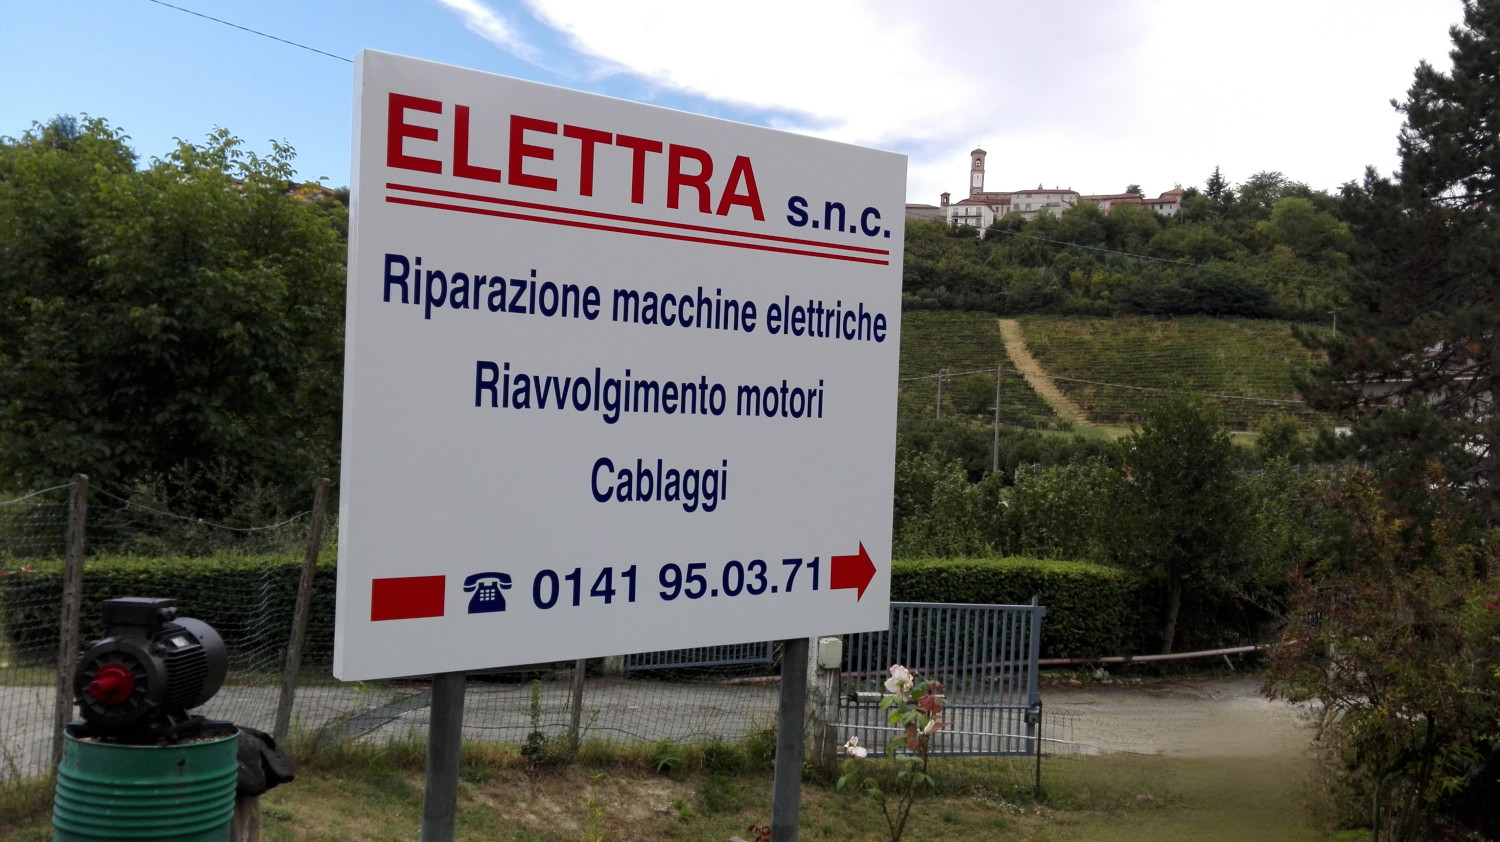 ELETTRA s.n.c.
Riparazione macchine elettriche
Riavvolgimento motori
Cablaggi
0141 95.03.71